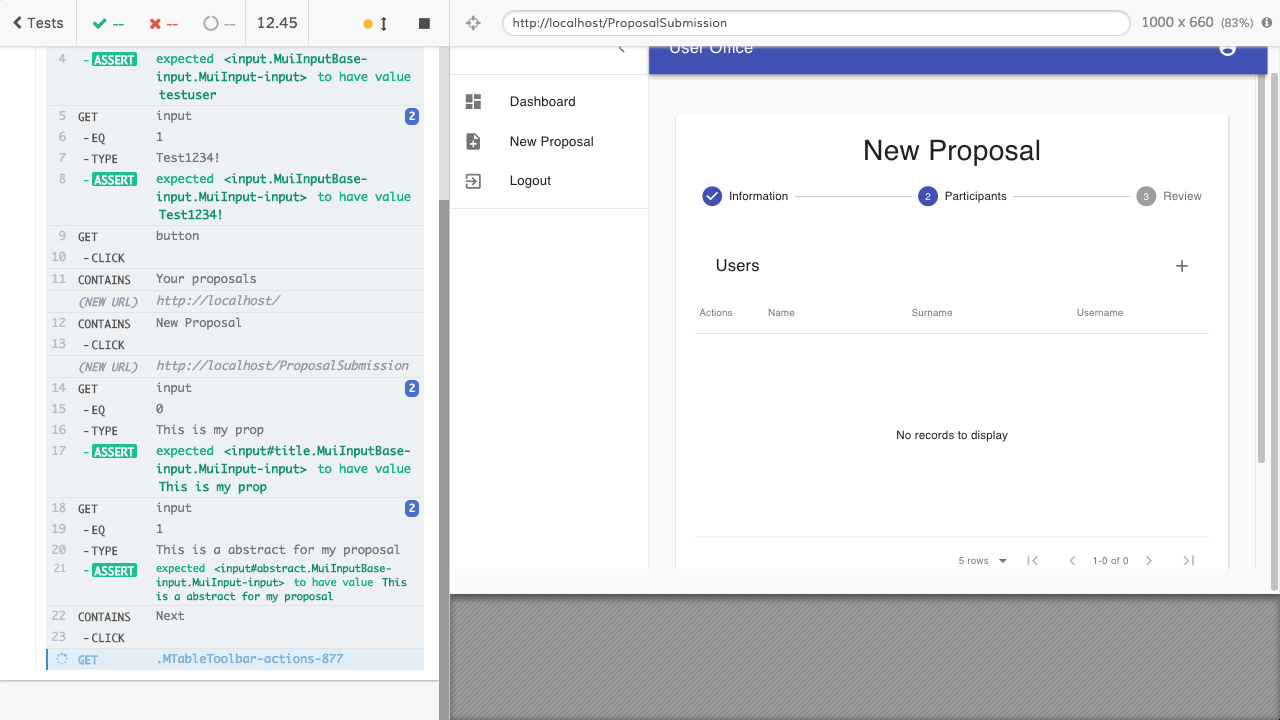 Tests
--
--
--
12.45
http://localhost/ProposalSubmission
1000 x 660 (83%)
4 -ASSERT expected <input.MuiInputBase-
input.MuiInput-input> to have value
testuser
5 GET input 2
6 -EQ 1
7 -TYPE Test1234!
8 -ASSERT expected <input.MuiInputBase-
input.MuiInput-input> to have value
Test1234!
9 GET button
10 -CLICK
11 CONTAINS Your proposals
(NEW URL) http://localhost/
12 CONTAINS New Proposal
13 -CLICK
(NEW URL) http://localhost/ProposalSubmission
14 GET input 2
15 -EQ 0
16 -TYPE This is my prop
17 -ASSERT expected <input#title.MuiInputBase-
input.MuiInput-input> to have value
This is my prop
18 GET input 2
19 -EQ 1
20 -TYPE This is a abstract for my proposal
21 -ASSERT expected <input#abstract.MuiInputBase-
input.MuiInput-input> to have value This
is a abstract for my proposal
22 CONTAINS Next
23 -CLICK
GET .MTableToolbar-actions-877
User Office
Dashboard
New Proposal
Logout
New Proposal
Information
2 Participants
3 Review
Users
Actions Name Surname Username
No records to display
5 rows 1-0 of 0